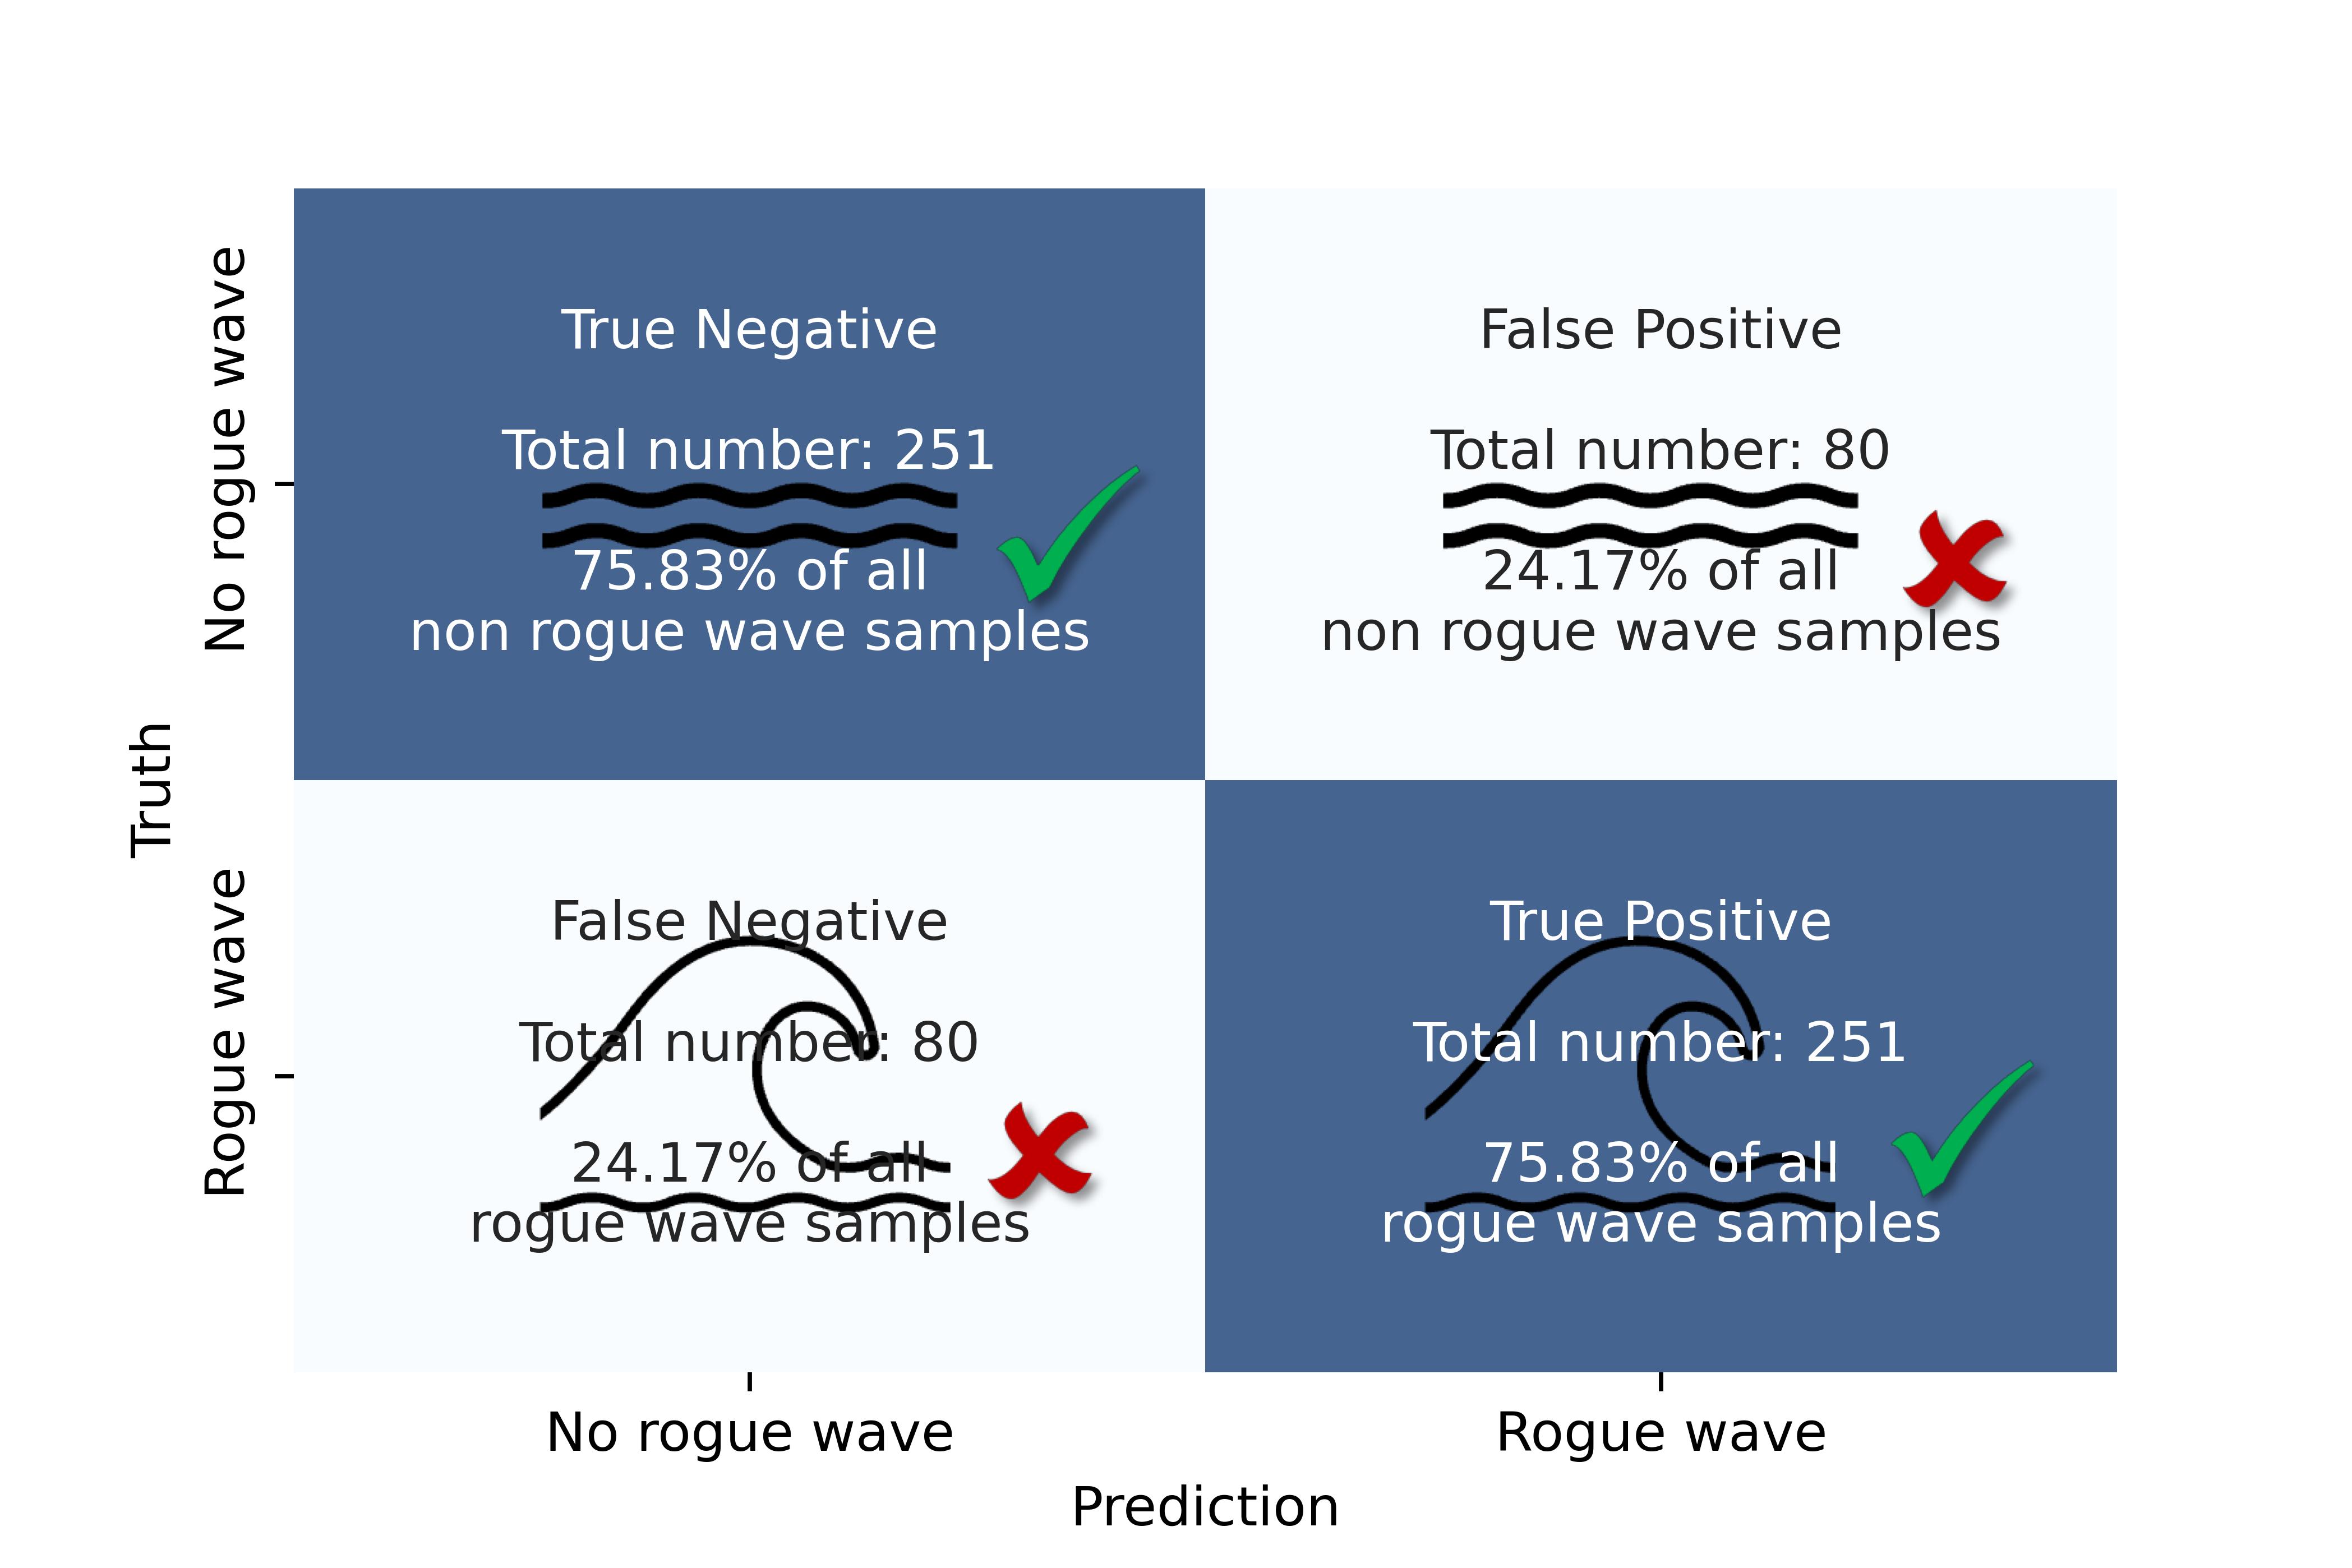 No rogue wave
True Negative
Total number: 251
75.83% of all
non rogue wave samples
False Positive
Total number: 80
24.17% of all
non rogue wave samples
Truth
Rogue wave
False Negative
Total number: 80
24.17% of all
rogue wave samples
True Positive
Total number: 251
75.83% of all
rogue wave samples
No rogue wave
Rogue wave
Prediction